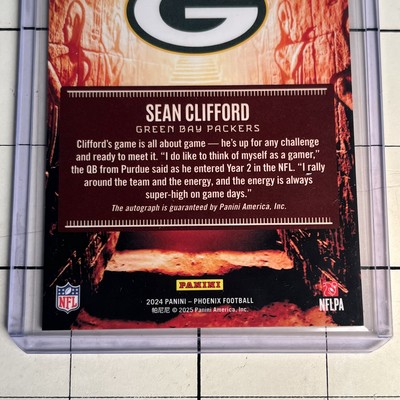 G
SEAN CLIFFORD
GREEN BAY PACKERS
Clifford's game is all about game — he's up for any challenge
and ready to meet it. “I do like to think of myself as a gamer,”
the QB from Purdue said as he entered Year 2 in the NFL. “I rally
around the team and the energy, and the energy is always
super-high on game days.”
The autograph is guaranteed by Panini America, Inc.
PANINI
NFL
2024 PANINI – PHOENIX FOOTBALL
帕尼尼 © 2025 Panini America, Inc.
NFLPA